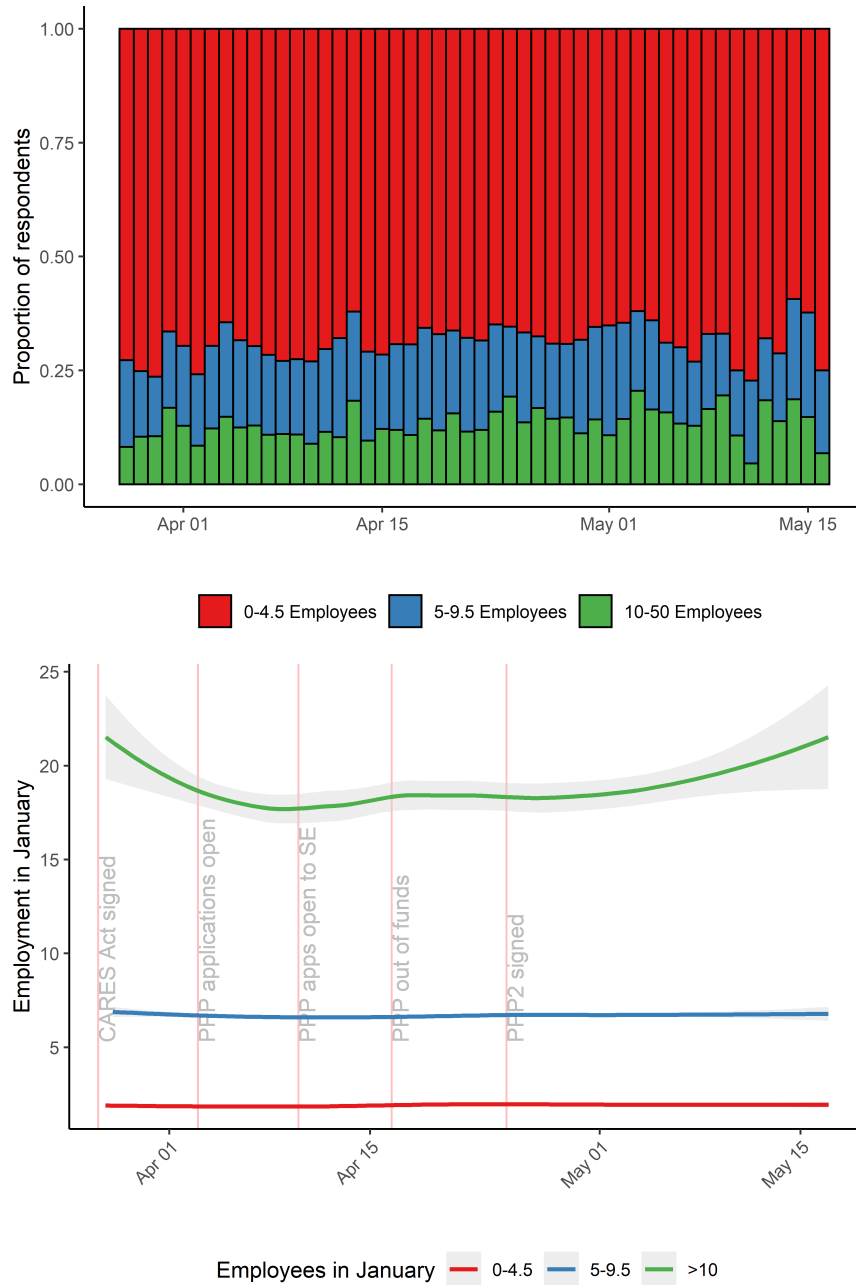 1.00
0.75
0.50
0.25
0.00
Proportion of respondents
Apr 01 Apr 15 May 01 May 15
0-4.5 Employees 5-9.5 Employees 10-50 Employees
25
20
15
10
5
Employment in January
CARES Act signed
PPP applications open
PPP apps open to SE
PPP out of funds
PPP2 signed
Apr 01 Apr 15 May 01 May 15
Employees in January 0-4.5 5-9.5 >10